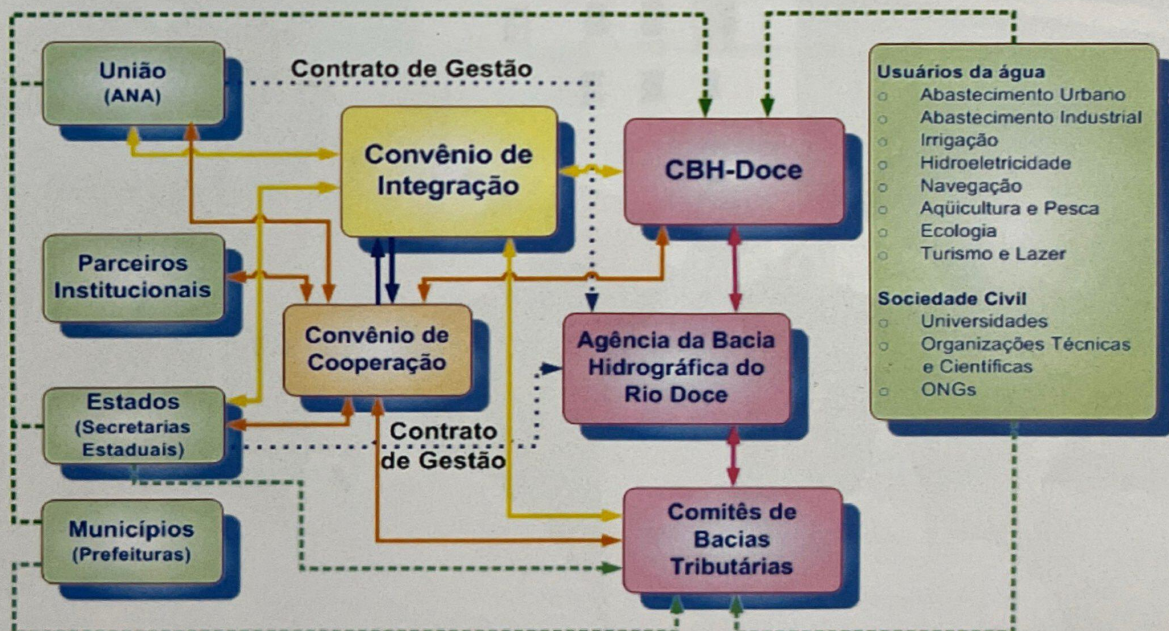 União
(ANA)
Contrato de Gestão
Convênio de
Integração
CBH-Doce
Usuários da água
Abastecimento Urbano
Abastecimento Industrial
Irrigação
Hidroeletricidade
Navegação
Aqüicultura e Pesca
Ecologia
Turismo e Lazer
Sociedade Civil
Universidades
Organizações Técnicas
e Científicas
ONGs
Parceiros
Institucionais
Convênio de
Cooperação
Agência da Bacia
Hidrográfica do
Rio Doce
Estados
(Secretarias
Estaduais)
Contrato
de Gestão
Municípios
(Prefeituras)
Comitês de
Bacias
Tributárias